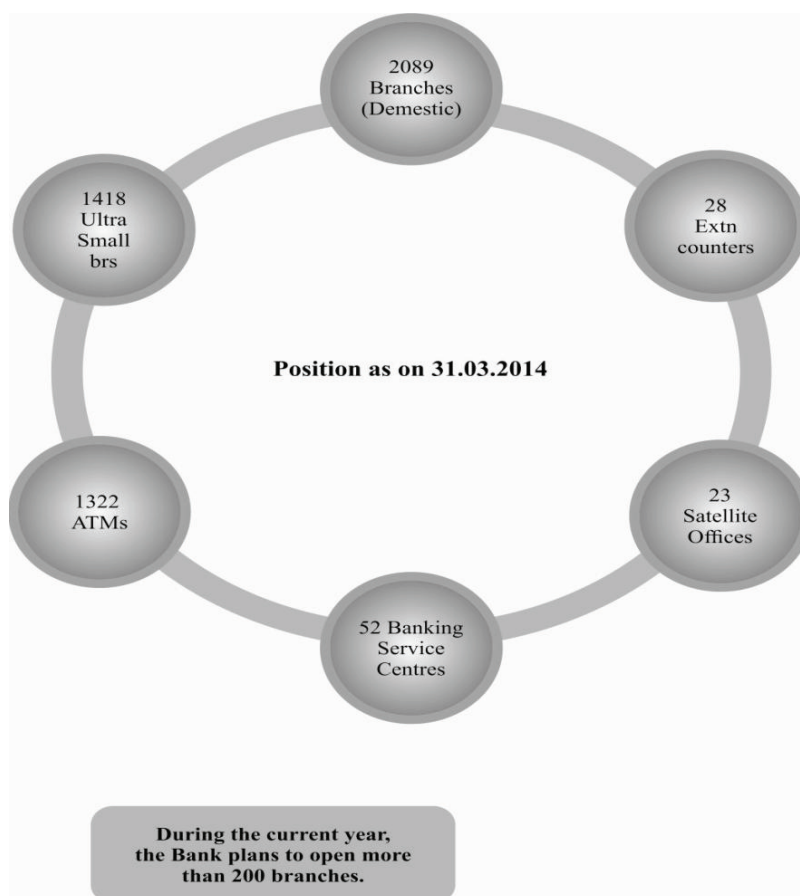 2089
Branches
(Demestic)
28
Extn
counters
23
Satellite
Offices
52 Banking
Service
Centres
1322
ATMs
1418
Ultra
Small
brs
Position as on 31.03.2014
During the current year,
the Bank plans to open more
than 200 branches.